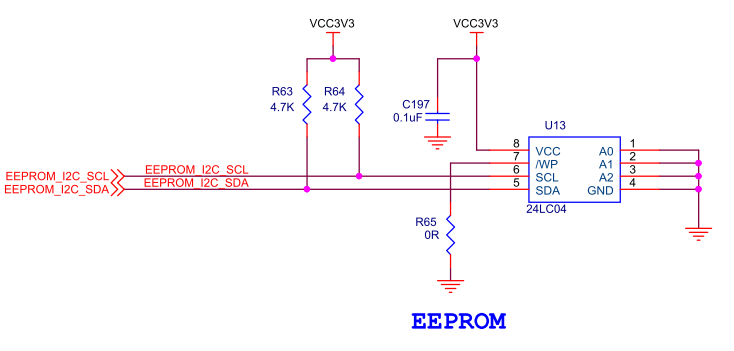 VCC3V3
VCC3V3
R63
4.7K
R64
4.7K
C197
0.1uF
U13
8
VCC
A0
1
7
/WP
A1
2
6
SCL
A2
3
5
SDA
GND
4
24LC04
EEPROM_I2C_SCL
EEPROM_I2C_SCL
EEPROM_I2C_SDA
EEPROM_I2C_SDA
R65
0R
EEPROM